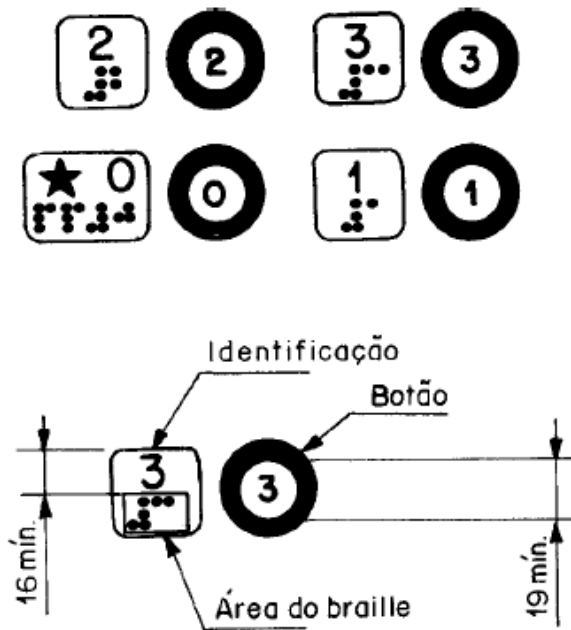 2 2 3 3
★ 0 0 1 1
Identificação
Botão
3 3
16 mín.
19 mín.
Área do braille